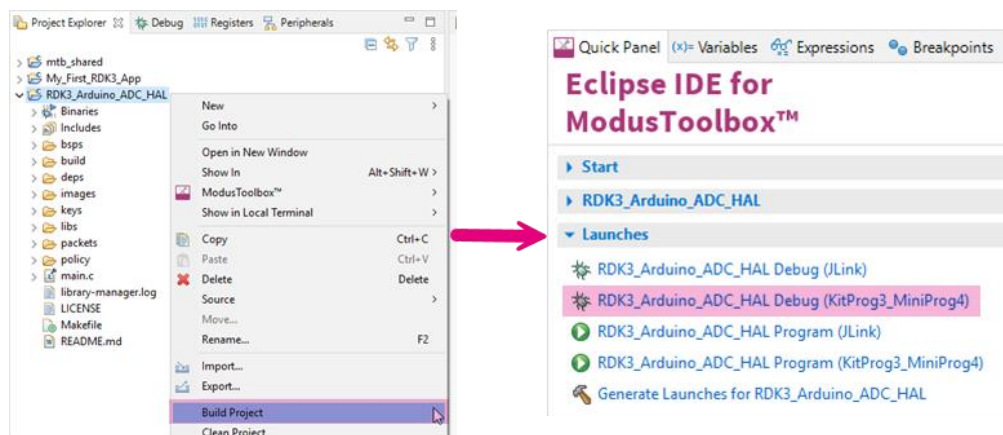 Project Explorer Debug Registers Peripherals
mtb_shared
My_First_RDK3_App
RDK3_Arduino_ADC_HAL
Binaries
Includes
bsps
build
deps
images
keys
libs
packets
policy
main.c
library-manager.log
LICENSE
Makefile
README.md
New
Go Into
Open in New Window
Show In Alt+Shift+W >
ModusToolbox™
Show in Local Terminal
Copy Ctrl+C
Paste Ctrl+V
Delete Delete
Source
Move...
Rename... F2
Import...
Export...
Build Project
Clean Project
Quick Panel (x)= Variables Expressions Breakpoints
Eclipse IDE for
ModusToolbox™
Start
RDK3_Arduino_ADC_HAL
Launches
RDK3_Arduino_ADC_HAL Debug (JLink)
RDK3_Arduino_ADC_HAL Debug (KitProg3_MiniProg4)
RDK3_Arduino_ADC_HAL Program (JLink)
RDK3_Arduino_ADC_HAL Program (KitProg3_MiniProg4)
Generate Launches for RDK3_Arduino_ADC_HAL